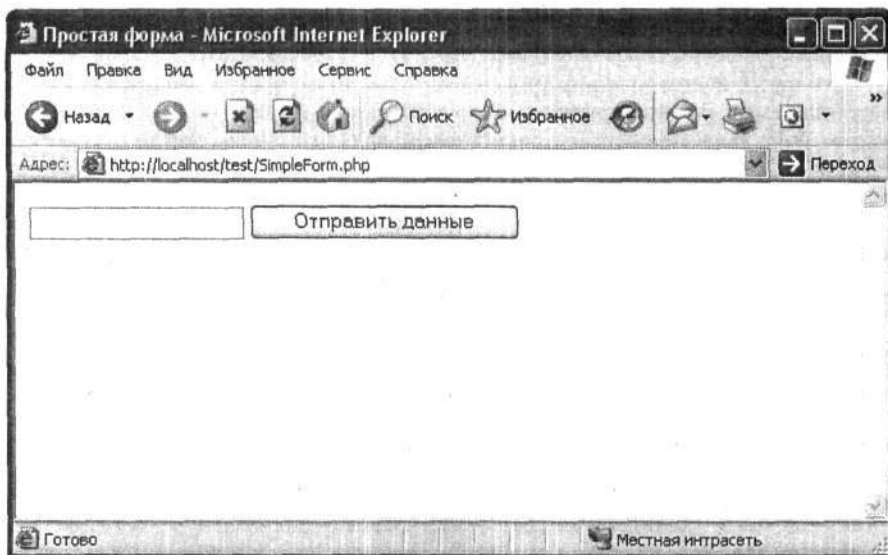 Простая форма - Microsoft Internet Explorer
Файл Правка Вид Избранное Сервис Справка
Назад Поиск Избранное »
Адрес: http://localhost/test/SimpleForm.php Переход
Отправить данные
Готово Местная интрасеть